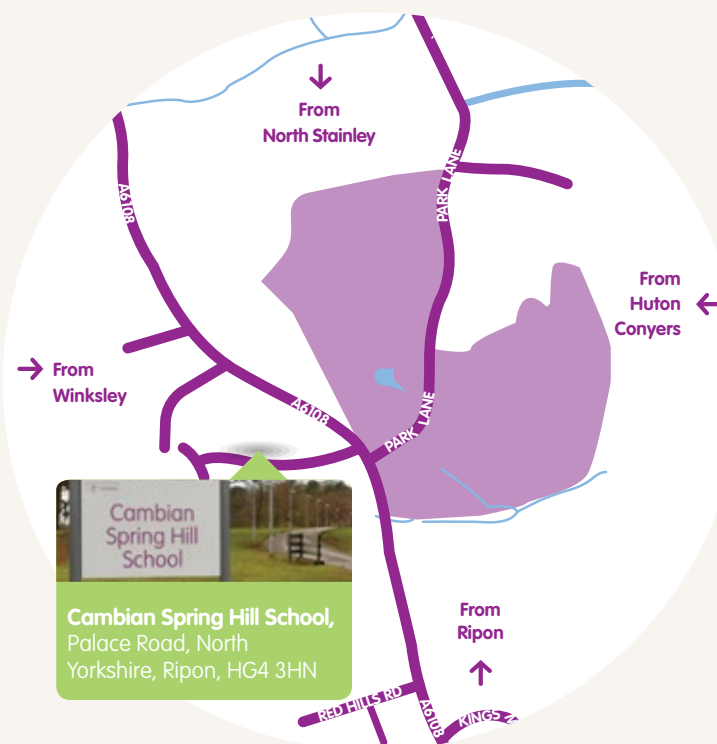 From
North Stainley
PARK LANE
A6108
From
Huton
Conyers
From
Winksley
A6108
PARK LANE
Cambian
Spring Hill
School
Cambian Spring Hill School,
Palace Road, North
Yorkshire, Ripon, HG4 3HN
From
Ripon
RED HILLS RD
A6108
KINGS